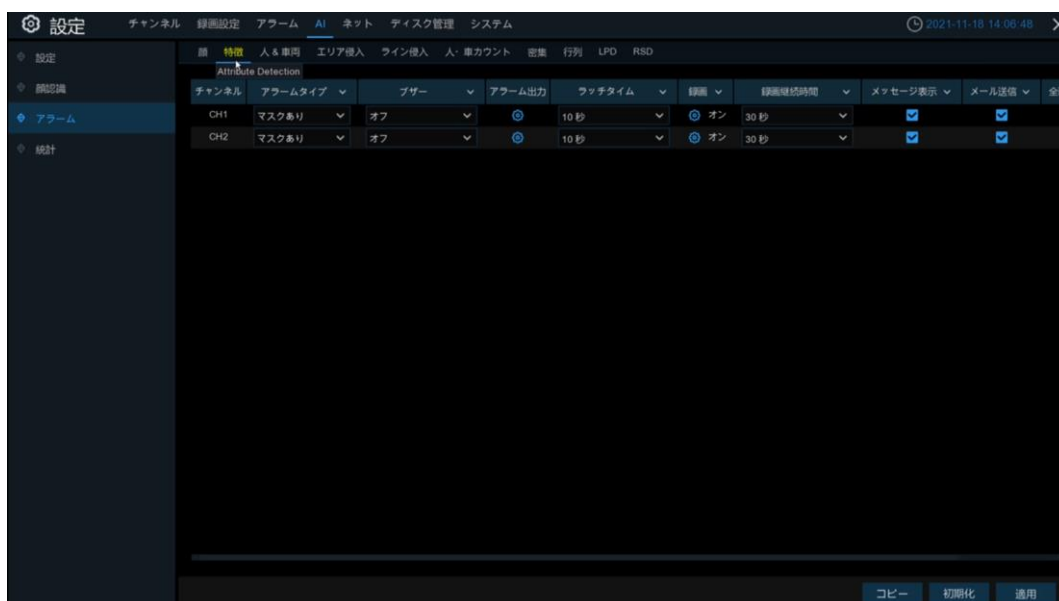 設定 チャンネル 録画設定 アラーム AI ネット ディスク管理 システム 2021-11-18 14:06:48
設定
顔認識
アラーム
統計
顔 特徴 人&車両 エリア侵入 ライン侵入 人・車カウント 密集 行列 LPD RSD
Attribute Detection
チャンネル アラームタイプ ブザー アラーム出力 ラッチタイム 録画 録画継続時間 メッセージ表示 メール送信 全
CH1 マスクあり オフ 10 秒 オン 30 秒
CH2 マスクあり オフ 10 秒 オン 30 秒
コピー 初期化 適用